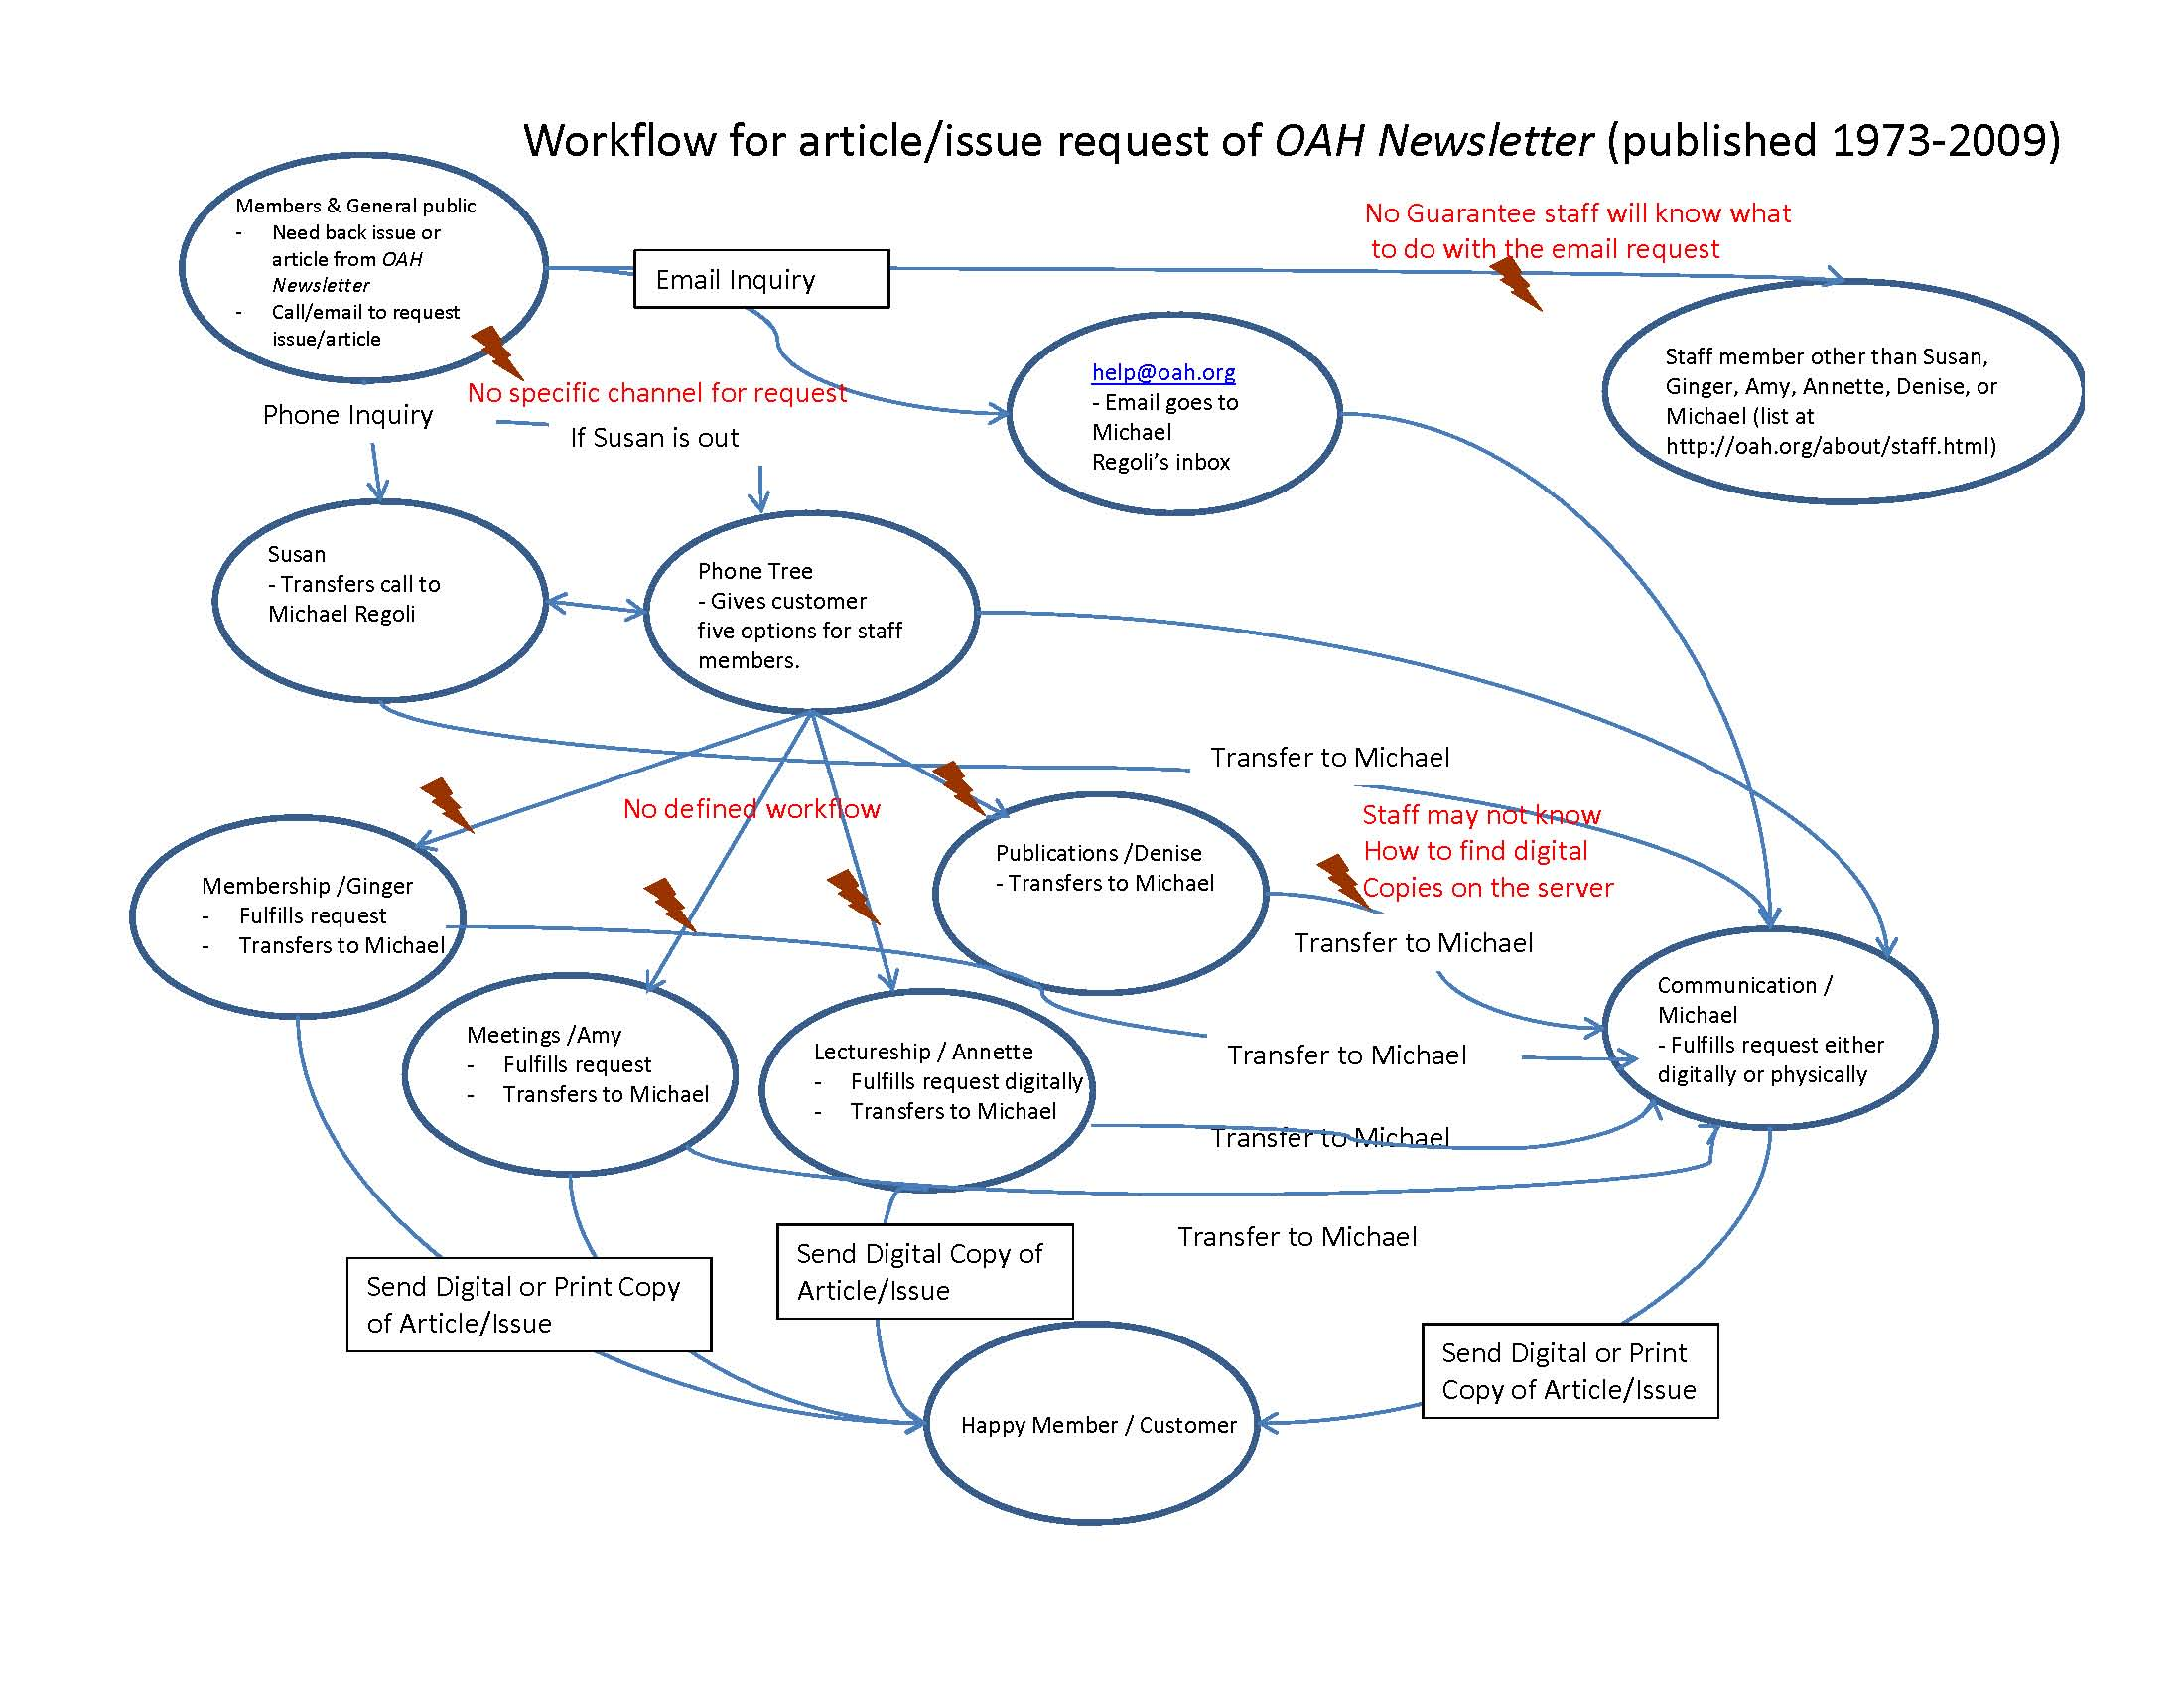 Workflow for article/issue request of OAH Newsletter (published 1973-2009)
Members & General public
- Need back issue or
article from OAH
Newsletter
- Call/email to request
issue/article
No Guarantee staff will know what
to do with the email request
Email Inquiry
No specific channel for request
Phone Inquiry
If Susan is out
help@oah.org
- Email goes to
Michael
Regoli’s inbox
Staff member other than Susan,
Ginger, Amy, Annette, Denise, or
Michael (list at
http://oah.org/about/staff.html)
Susan
- Transfers call to
Michael Regoli
Phone Tree
- Gives customer
five options for staff
members.
Transfer to Michael
No defined workflow
Staff may not know
How to find digital
Copies on the server
Publications /Denise
- Transfers to Michael
Membership /Ginger
- Fulfills request
- Transfers to Michael
Transfer to Michael
Communication /
Michael
- Fulfills request either
digitally or physically
Meetings /Amy
- Fulfills request
- Transfers to Michael
Lectureship / Annette
- Fulfills request digitally
- Transfers to Michael
Transfer to Michael
Transfer to Michael
Transfer to Michael
Send Digital or Print Copy
of Article/Issue
Send Digital Copy of
Article/Issue
Send Digital or Print
Copy of Article/Issue
Happy Member / Customer